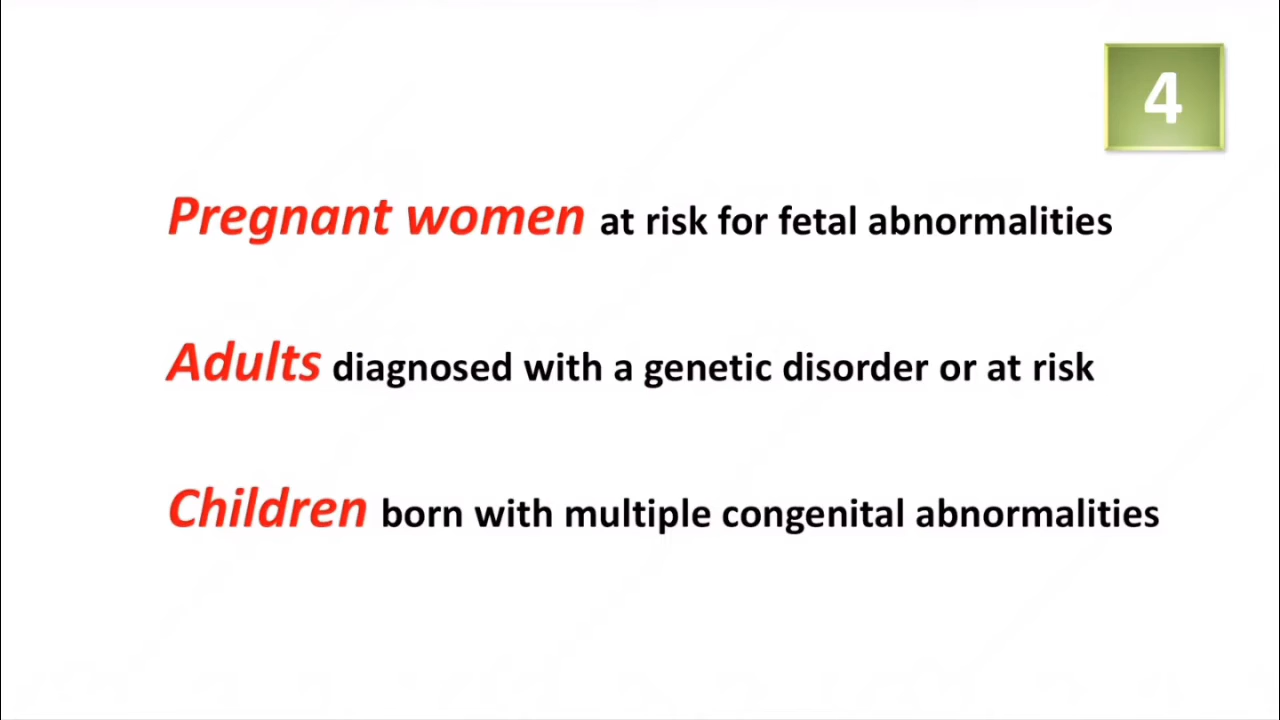 4
Pregnant women at risk for fetal abnormalities
Adults diagnosed with a genetic disorder or at risk
Children born with multiple congenital abnormalities